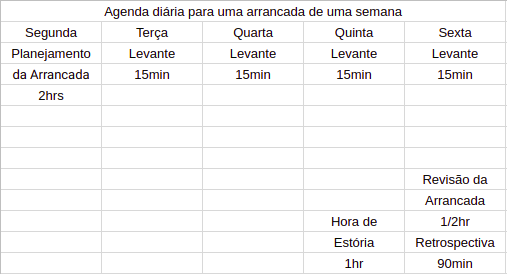 Agenda diária para uma arrancada de uma semana
Segunda Terça Quarta Quinta Sexta
Planejamento Levante Levante Levante Levante
da Arrancada 15min 15min 15min 15min
2hrs
Revisão da
Arrancada
Hora de 1/2hr
Estória Retrospectiva
1hr 90min